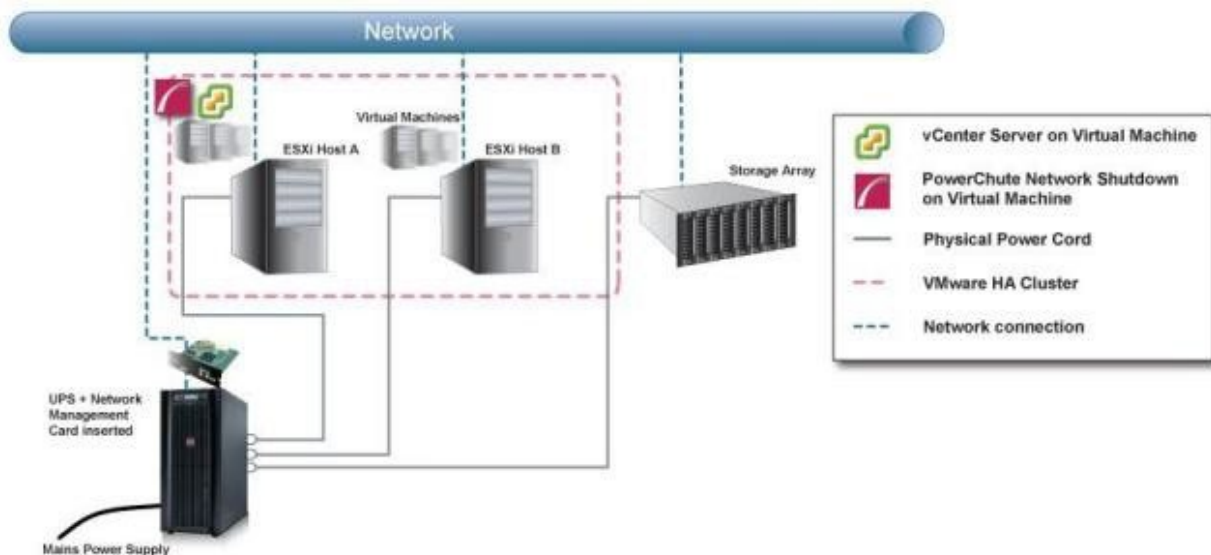 Network
Virtual Machines
ESXi Host A
ESXi Host B
Storage Array
vCenter Server on Virtual Machine
PowerChute Network Shutdown
on Virtual Machine
Physical Power Cord
VMware HA Cluster
Network connection
UPS + Network
Management
Card inserted
Mains Power Supply